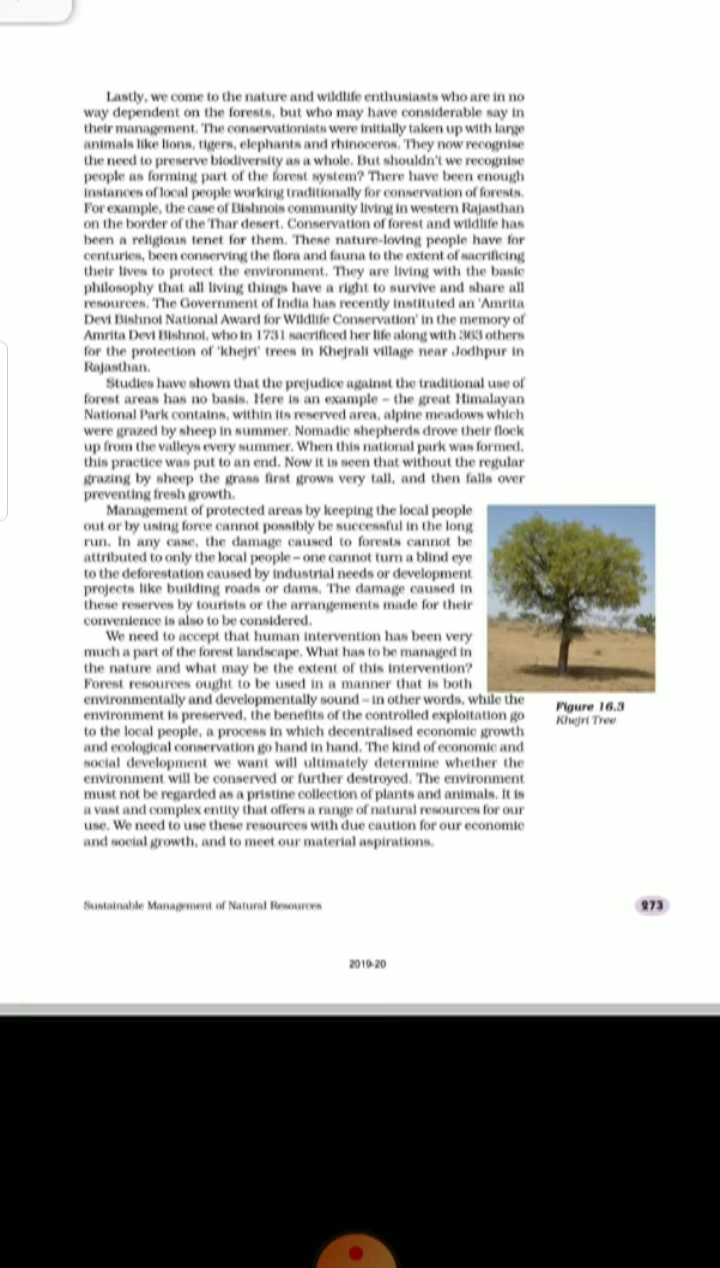 Lastly, we come to the nature and wildlife enthusiasts who are in no
way dependent on the forests, but who may have considerable say in
their management. The conservationists were initially taken up with large
animals like lions, tigers, elephants and rhinoceros. They now recognise
the need to preserve biodiversity as a whole. But shouldn't we recognise
people as forming part of the forest system? There have been enough
instances of local people working traditionally for conservation of forests.
For example, the case of Bishnois community living in western Rajasthan
on the border of the Thar desert. Conservation of forest and wildlife has
been a religious tenet for them. These nature-loving people have for
centuries, been conserving the flora and fauna to the extent of sacrificing
their lives to protect the environment. They are living with the basic
philosophy that all living things have a right to survive and share all
resources. The Government of India has recently instituted an 'Amrita
Devi Bishnoi National Award for Wildlife Conservation' in the memory of
Amrita Devi Bishnoi, who in 1731 sacrificed her life along with 363 others
for the protection of 'khejri' trees in Khejrali village near Jodhpur in
Rajasthan.
Studies have shown that the prejudice against the traditional use of
forest areas has no basis. Here is an example – the great Himalayan
National Park contains, within its reserved area, alpine meadows which
were grazed by sheep in summer. Nomadic shepherds drove their flock
up from the valleys every summer. When this national park was formed,
this practice was put to an end. Now it is seen that without the regular
grazing by sheep the grass first grows very tall, and then falls over
preventing fresh growth.
Management of protected areas by keeping the local people
out or by using force cannot possibly be successful in the long
run. In any case, the damage caused to forests cannot be
attributed to only the local people – one cannot turn a blind eye
to the deforestation caused by industrial needs or development
projects like building roads or dams. The damage caused in
these reserves by tourists or the arrangements made for their
convenience is also to be considered.
We need to accept that human intervention has been very
much a part of the forest landscape. What has to be managed in
the nature and what may be the extent of this intervention?
Forest resources ought to be used in a manner that is both
environmentally and developmentally sound – in other words, while the
environment is preserved, the benefits of the controlled exploitation go
to the local people, a process in which decentralised economic growth
and ecological conservation go hand in hand. The kind of economic and
social development we want will ultimately determine whether the
environment will be conserved or further destroyed. The environment
must not be regarded as a pristine collection of plants and animals. It is
a vast and complex entity that offers a range of natural resources for our
use. We need to use these resources with due caution for our economic
and social growth, and to meet our material aspirations.
Figure 16.3
Khejri Tree
Sustainable Management of Natural Resources
273
2019-20